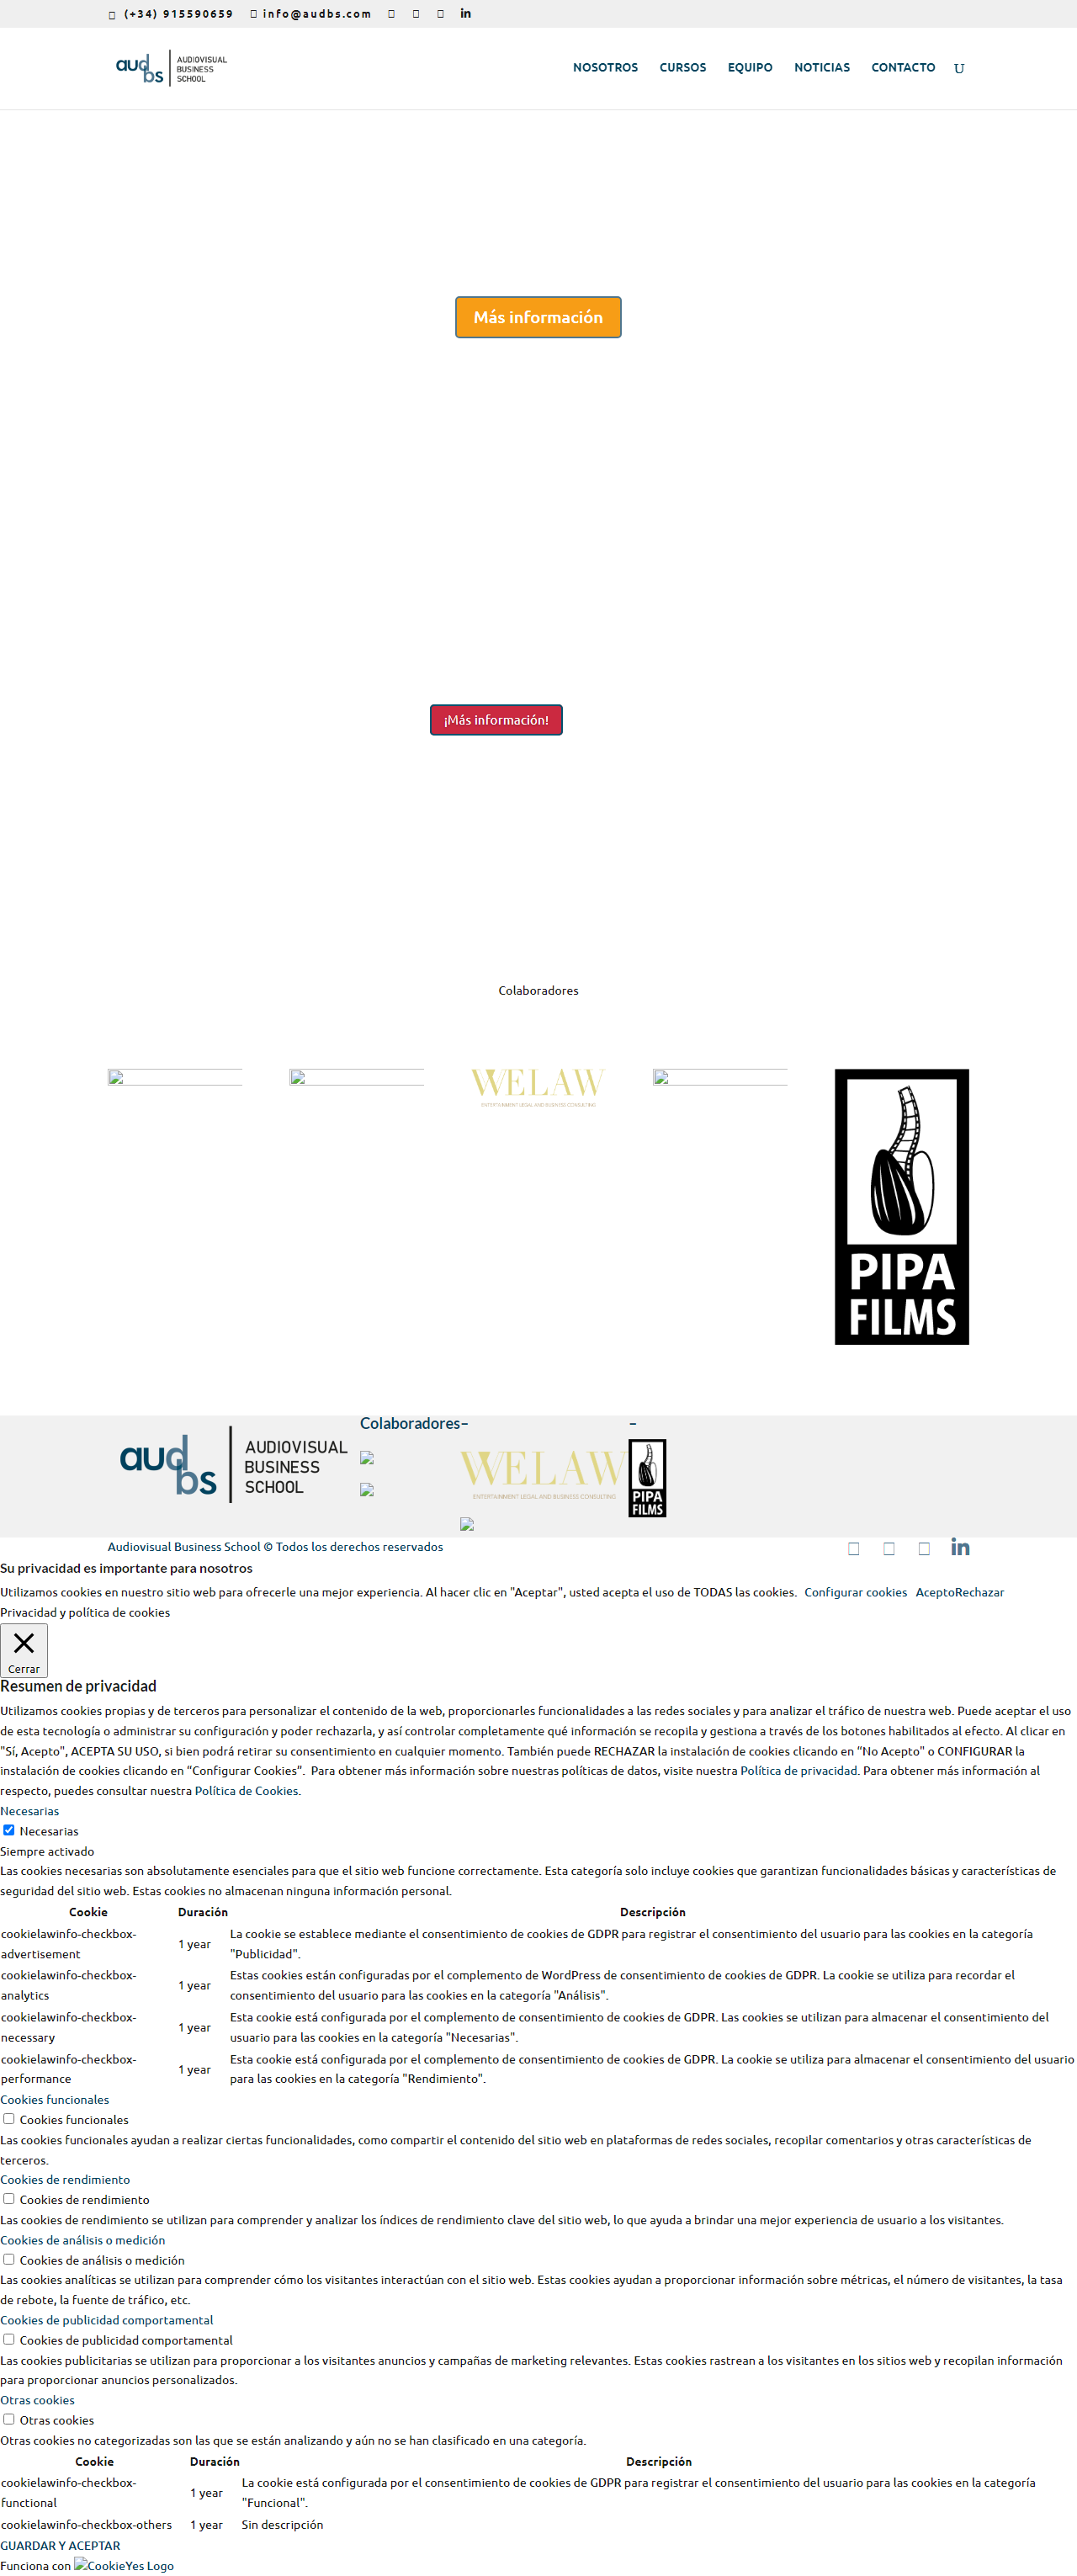 (+34) 915590659 info@audbs.com in
audbs AUDIOVISUAL BUSINESS SCHOOL
NOSOTROS CURSOS EQUIPO NOTICIAS CONTACTO U
Más información
¡Más información!
Colaboradores
WELAW
ENTERTAINMENT LEGAL AND BUSINESS CONSULTING
PIPA
FILMS
audbs
AUDIOVISUAL
BUSINESS
SCHOOL
Colaboradores– –
WELAW
ENTERTAINMENT LEGAL AND BUSINESS CONSULTING
PIPA
FILMS
Audiovisual Business School © Todos los derechos reservados in
Su privacidad es importante para nosotros
Utilizamos cookies en nuestro sitio web para ofrecerle una mejor experiencia. Al hacer clic en "Aceptar", usted acepta el uso de TODAS las cookies. Configurar cookies AceptoRechazar
Privacidad y política de cookies
Cerrar
Resumen de privacidad
Utilizamos cookies propias y de terceros para personalizar el contenido de la web, proporcionarles funcionalidades a las redes sociales y para analizar el tráfico de nuestra web. Puede aceptar el uso
de esta tecnología o administrar su configuración y poder rechazarla, y así controlar completamente qué información se recopila y gestiona a través de los botones habilitados al efecto. Al clicar en
"Sí, Acepto", ACEPTA SU USO, si bien podrá retirar su consentimiento en cualquier momento. También puede RECHAZAR la instalación de cookies clicando en “No Acepto" o CONFIGURAR la
instalación de cookies clicando en “Configurar Cookies”. Para obtener más información sobre nuestras políticas de datos, visite nuestra Política de privacidad. Para obtener más información al
respecto, puedes consultar nuestra Política de Cookies.
Necesarias
Necesarias
Siempre activado
Las cookies necesarias son absolutamente esenciales para que el sitio web funcione correctamente. Esta categoría solo incluye cookies que garantizan funcionalidades básicas y características de
seguridad del sitio web. Estas cookies no almacenan ninguna información personal.
Cookie Duración Descripción
cookielawinfo-checkbox-
advertisement
1 year
La cookie se establece mediante el consentimiento de cookies de GDPR para registrar el consentimiento del usuario para las cookies en la categoría
"Publicidad".
cookielawinfo-checkbox-
analytics
1 year
Estas cookies están configuradas por el complemento de WordPress de consentimiento de cookies de GDPR. La cookie se utiliza para recordar el
consentimiento del usuario para las cookies en la categoría "Análisis".
cookielawinfo-checkbox-
necessary
1 year
Esta cookie está configurada por el complemento de consentimiento de cookies de GDPR. Las cookies se utilizan para almacenar el consentimiento del
usuario para las cookies en la categoría "Necesarias".
cookielawinfo-checkbox-
performance
1 year
Esta cookie está configurada por el complemento de consentimiento de cookies de GDPR. La cookie se utiliza para almacenar el consentimiento del usuario
para las cookies en la categoría "Rendimiento".
Cookies funcionales
Cookies funcionales
Las cookies funcionales ayudan a realizar ciertas funcionalidades, como compartir el contenido del sitio web en plataformas de redes sociales, recopilar comentarios y otras características de
terceros.
Cookies de rendimiento
Cookies de rendimiento
Las cookies de rendimiento se utilizan para comprender y analizar los índices de rendimiento clave del sitio web, lo que ayuda a brindar una mejor experiencia de usuario a los visitantes.
Cookies de análisis o medición
Cookies de análisis o medición
Las cookies analíticas se utilizan para comprender cómo los visitantes interactúan con el sitio web. Estas cookies ayudan a proporcionar información sobre métricas, el número de visitantes, la tasa
de rebote, la fuente de tráfico, etc.
Cookies de publicidad comportamental
Cookies de publicidad comportamental
Las cookies publicitarias se utilizan para proporcionar a los visitantes anuncios y campañas de marketing relevantes. Estas cookies rastrean a los visitantes en los sitios web y recopilan información
para proporcionar anuncios personalizados.
Otras cookies
Otras cookies
Otras cookies no categorizadas son las que se están analizando y aún no se han clasificado en una categoría.
Cookie Duración Descripción
cookielawinfo-checkbox-
functional
1 year
La cookie está configurada por el consentimiento de cookies de GDPR para registrar el consentimiento del usuario para las cookies en la categoría
"Funcional".
cookielawinfo-checkbox-others 1 year Sin descripción
GUARDAR Y ACEPTAR
Funciona con CookieYes Logo